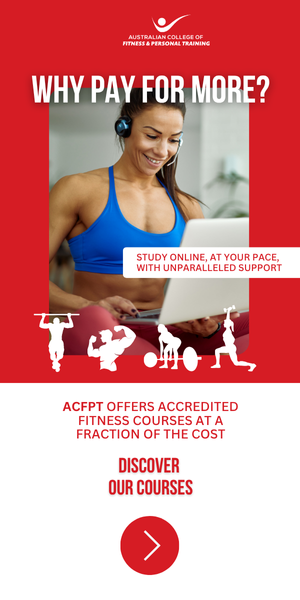 AUSTRALIAN COLLEGE OF
FITNESS & PERSONAL TRAINING
WHY PAY FOR MORE?
STUDY ONLINE, AT YOUR PACE,
WITH UNPARALLELED SUPPORT
ACFPT OFFERS ACCREDITED
FITNESS COURSES AT A
FRACTION OF THE COST
DISCOVER
OUR COURSES